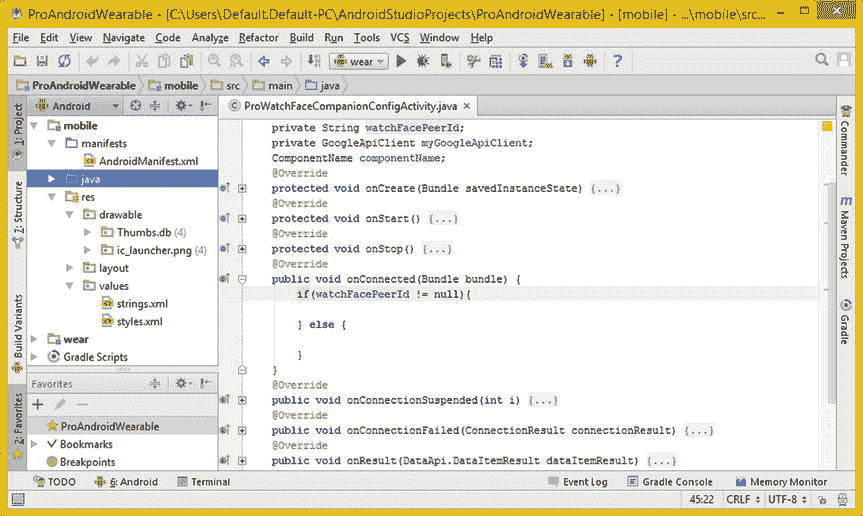 ProAndroidWearable - [C:\Users\Default.Default-PC\AndroidStudioProjects\ProAndroidWearable] - [mobile] - ...\mobile\src...
File Edit View Navigate Code Analyze Refactor Build Run Tools VCS Window Help
wear
ProAndroidWearable mobile src main java
1: Project
Z: Structure
Build Variants
2: Favorites
Android
mobile
manifests
AndroidManifest.xml
java
res
drawable
Thumbs.db (4)
ic_launcher.png (4)
layout
values
strings.xml
styles.xml
wear
Gradle Scripts
Favorites
ProAndroidWearable
Bookmarks
Breakpoints
ProWatchFaceCompanionConfigActivity.java
private String watchFacePeerId;
private GoogleApiClient myGoogleApiClient;
ComponentName componentName;
@Override
protected void onCreate(Bundle savedInstanceState) {...}
@Override
protected void onStart() {...}
@Override
protected void onStop() {...}
@Override
public void onConnected(Bundle bundle) {
if(watchFacePeerId != null){
} else {
}
}
@Override
public void onConnectionSuspended(int i) {...}
@Override
public void onConnectionFailed(ConnectionResult connectionResult) {...}
@Override
public void onResult(DataApi.DataItemResult dataItemResult) {...}
Commander
m
Maven Projects
Gradle
TODO 6: Android Terminal Event Log Gradle Console Memory Monitor
45:22 CRLF UTF-8